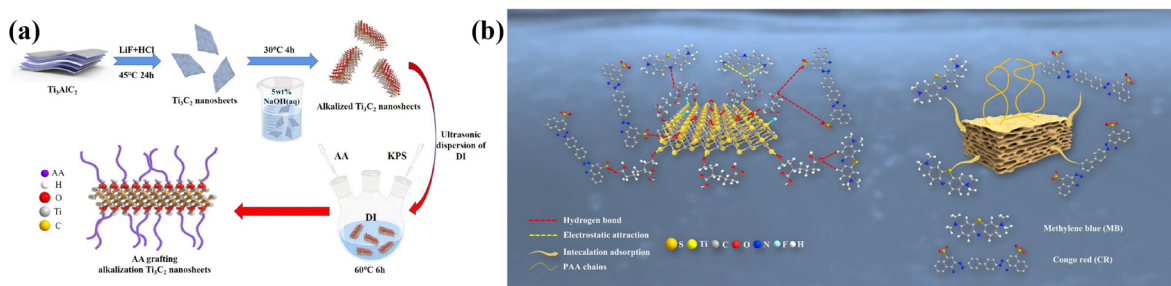 (a)
LiF+HCl
45℃ 24h
Ti₃AlC₂
Ti₃C₂ nanosheets
30℃ 4h
5wt%
NaOH(aq)
Alkalized Ti₃C₂ nanosheets
Ultrasonic
dispersion of
DI
AA
KPS
DI
60℃ 6h
AA
H
O
Ti
C
AA grafting
alkalization Ti₃C₂ nanosheets
(b)
Hydrogen bond
Electrostatic attraction
Intecalation adsorption
PAA chains
S Ti C O N F H
Methylene blue (MB)
Congo red (CR)